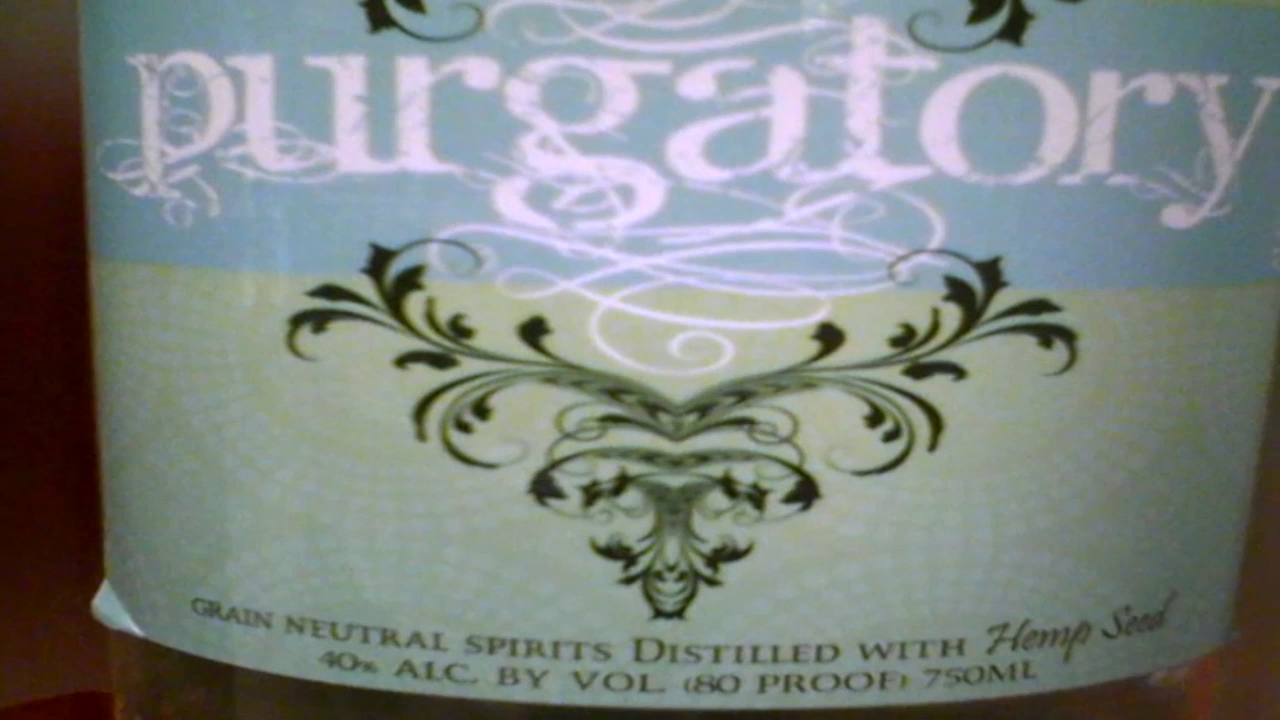 purgatory
GRAIN NEUTRAL SPIRITS DISTILLED WITH Hemp Seed
40% ALC. BY VOL. (80 PROOF) 750ML